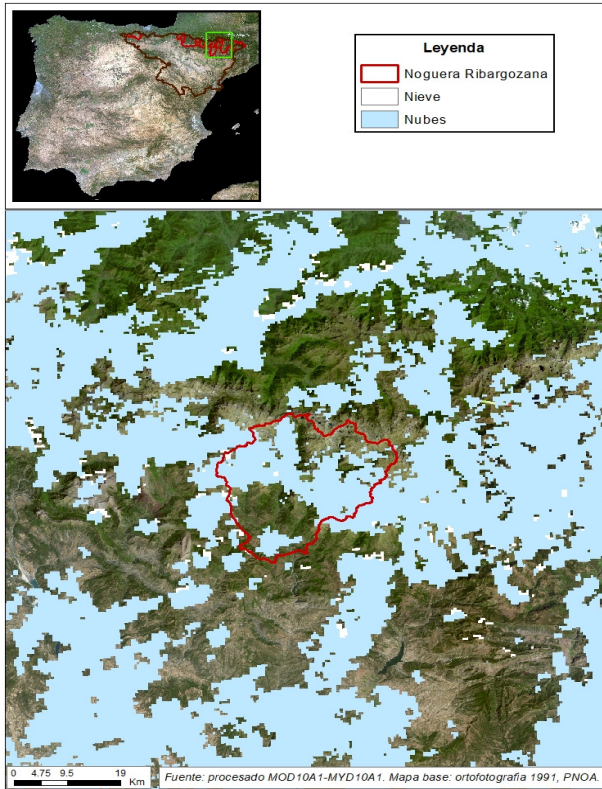 Leyenda
Noguera Ribargozana
Nieve
Nubes
0 4.75 9.5 19
Km
Fuente: procesado MOD10A1-MYD10A1. Mapa base: ortofotografia 1991, PNOA.